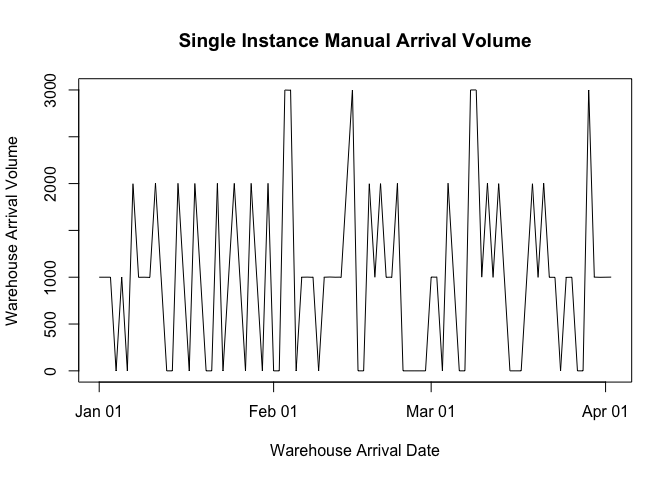 Single Instance Manual Arrival Volume
Warehouse Arrival Volume
3000
2000
1000
500
0
Jan 01
Feb 01
Mar 01
Apr 01
Warehouse Arrival Date